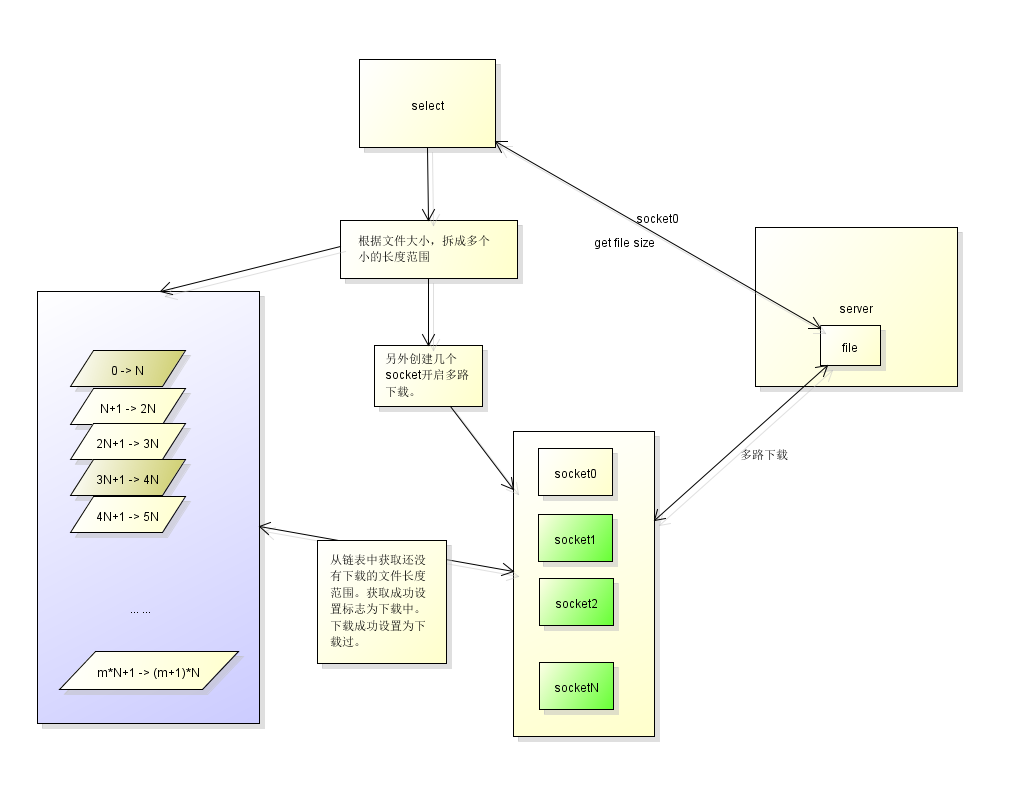 select
socket0
get file size
根据文件大小，拆成多个
小的长度范围
server
file
另外创建几个
socket开启多路
下载。
0 -> N
N+1 -> 2N
2N+1 -> 3N
3N+1 -> 4N
4N+1 -> 5N
... ...
m*N+1 -> (m+1)*N
从链表中获取还没
有下载的文件长度
范围。获取成功设
置标志为下载中。
下载成功设置为下
载过。
socket0
socket1
socket2
socketN
多路下载